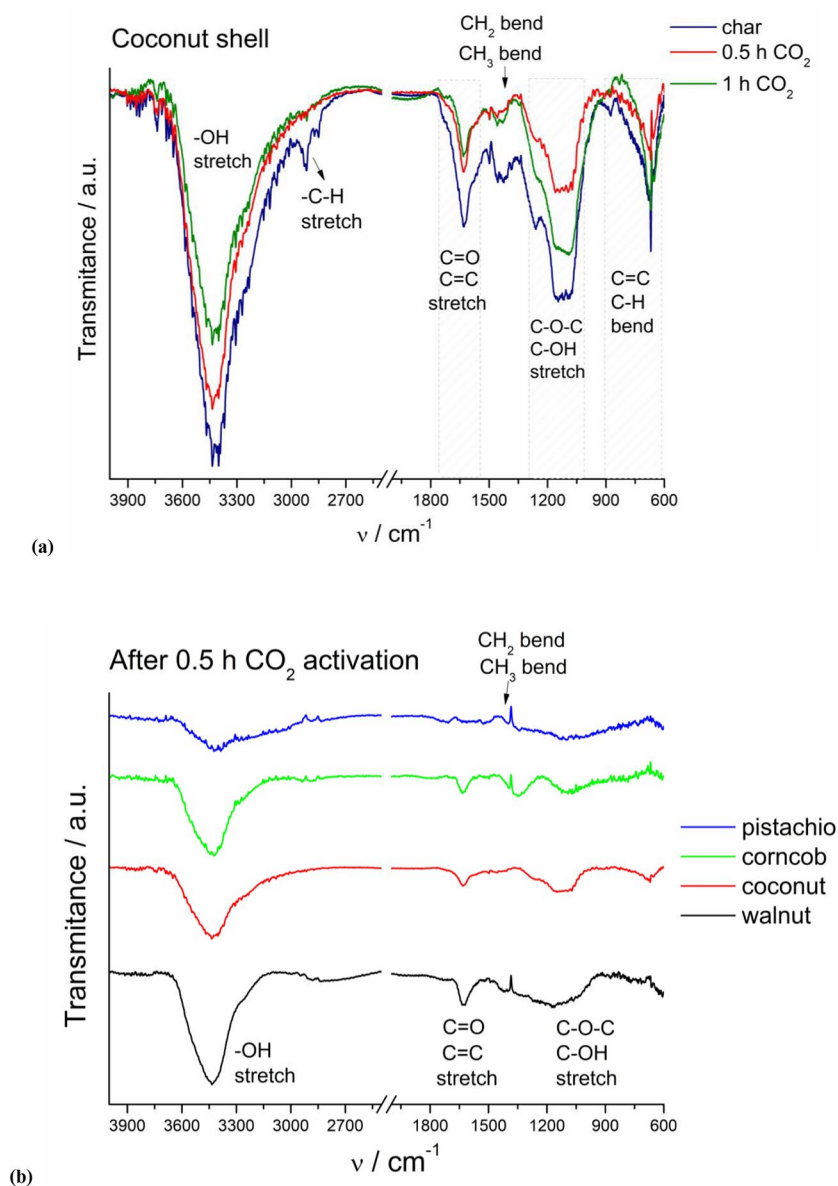 Coconut shell
CH₂ bend
CH₃ bend
char
0.5 h CO₂
1 h CO₂
-OH
stretch
-C-H
stretch
C=O
C=C
stretch
C-O-C
C-OH
stretch
C=C
C-H
bend
Transmitance / a.u.
3900 3600 3300 3000 2700 1800 1500 1200 900 600
ν / cm⁻¹
(a)
After 0.5 h CO₂ activation
CH₂ bend
CH₃ bend
pistachio
corncob
coconut
walnut
-OH
stretch
C=O
C=C
stretch
C-O-C
C-OH
stretch
Transmitance / a.u.
3900 3600 3300 3000 2700 1800 1500 1200 900 600
ν / cm⁻¹
(b)